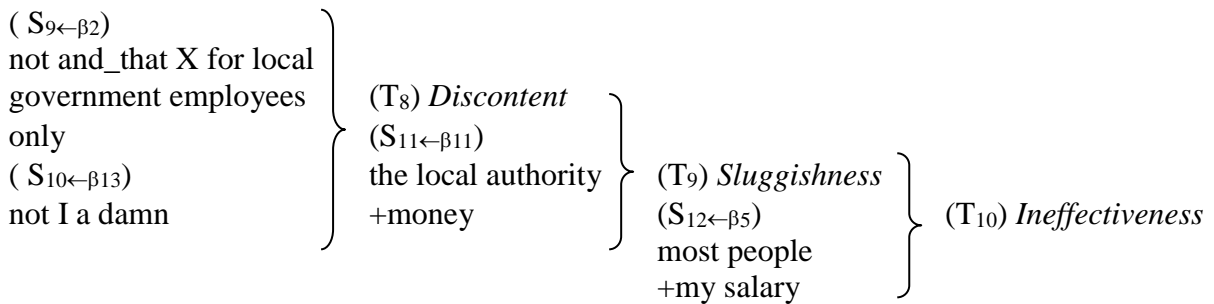 ( S₉←β2)
not and_that X for local
government employees
only
( S₁₀←β13)
not I a damn
(T₈) Discontent
(S₁₁←β11)
the local authority
+money
(T₉) Sluggishness
(S₁₂←β5)
most people
+my salary
(T₁₀) Ineffectiveness